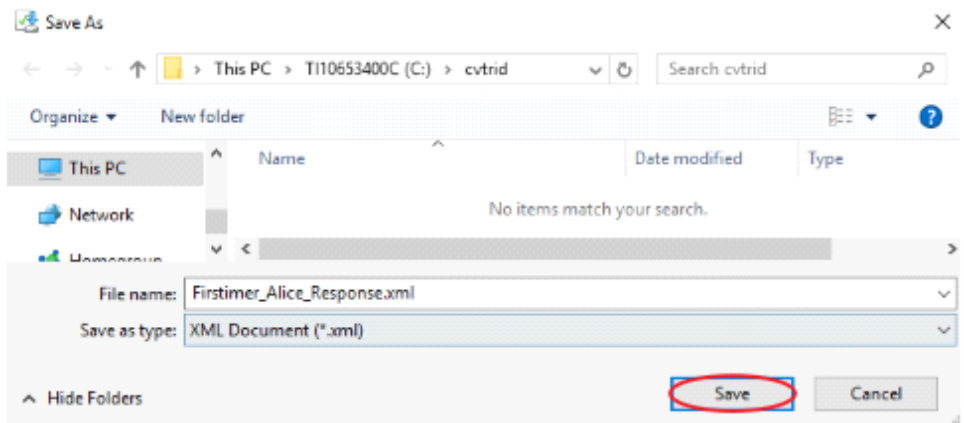 Save As
This PC > TI10653400C (C:) > cvtrid
Search cvtrid
Organize
New folder
?
Name
Date modified
Type
This PC
No items match your search.
Network
Homegroup
File name: Firstimer_Alice_Response.xml
Save as type: XML Document (*.xml)
Hide Folders
Save
Cancel